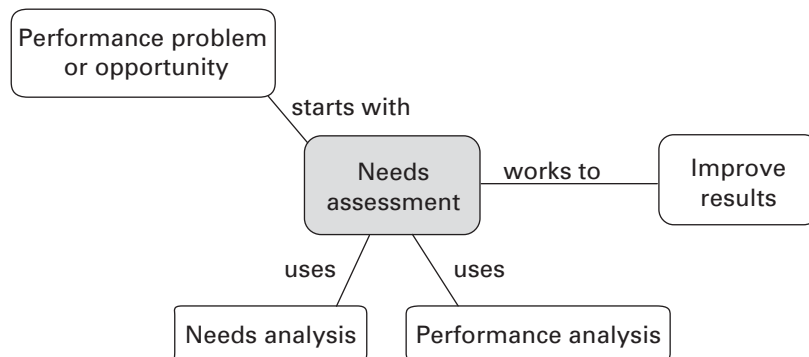 Performance problem
or opportunity
starts with
Needs
assessment
works to
Improve
results
uses
uses
Needs analysis
Performance analysis